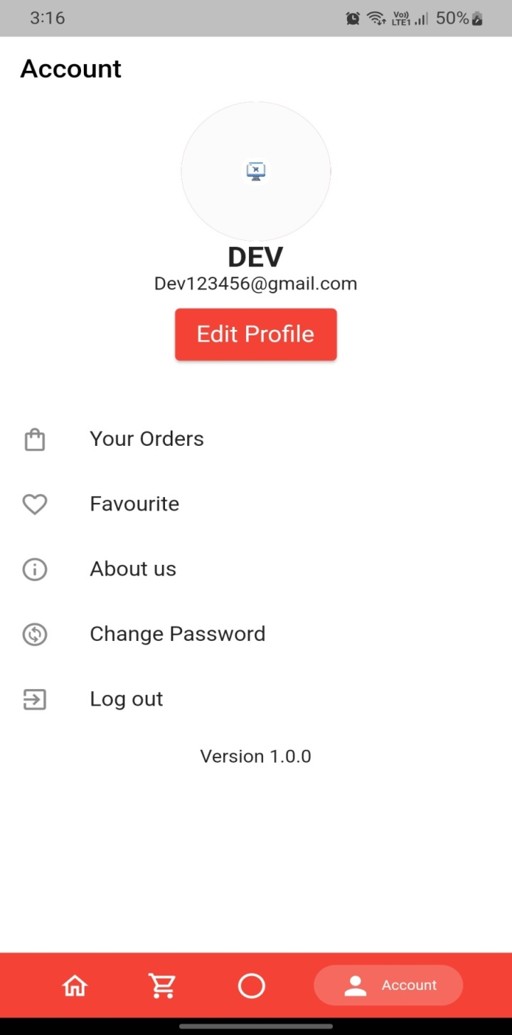 3:16
Vo))
LTE1
50%
Account
DEV
Dev123456@gmail.com
Edit Profile
Your Orders
Favourite
About us
Change Password
Log out
Version 1.0.0
Account